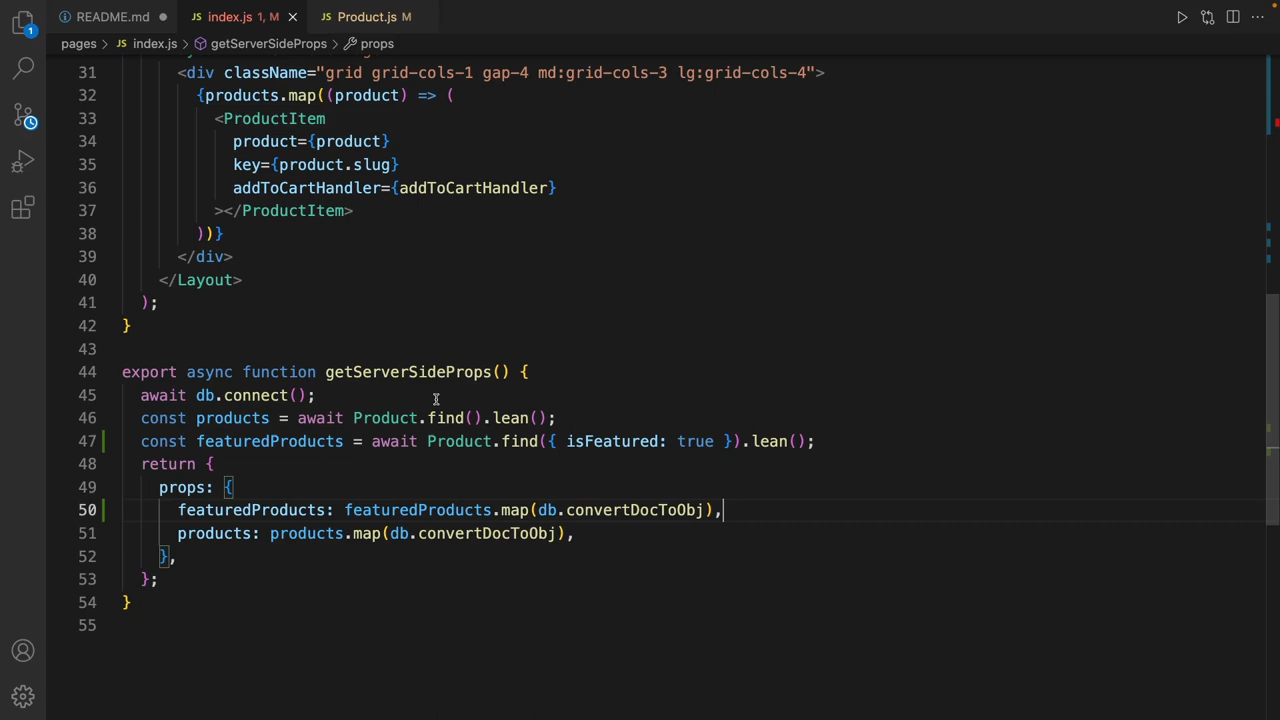 README.md
index.js 1, M
Product.js M
pages > index.js > getServerSideProps > props
1
31 <div className="grid grid-cols-1 gap-4 md:grid-cols-3 lg:grid-cols-4">
32 {products.map((product) => (
33 <ProductItem
34 product={product}
35 key={product.slug}
36 addToCartHandler={addToCartHandler}
37 ></ProductItem>
38 ))}
39 </div>
40 </Layout>
41 );
42 }
43
44 export async function getServerSideProps() {
45 await db.connect();
46 const products = await Product.find().lean();
47 const featuredProducts = await Product.find({ isFeatured: true }).lean();
48 return {
49 props: {
50 featuredProducts: featuredProducts.map(db.convertDocToObj),
51 products: products.map(db.convertDocToObj),
52 },
53 };
54 }
55